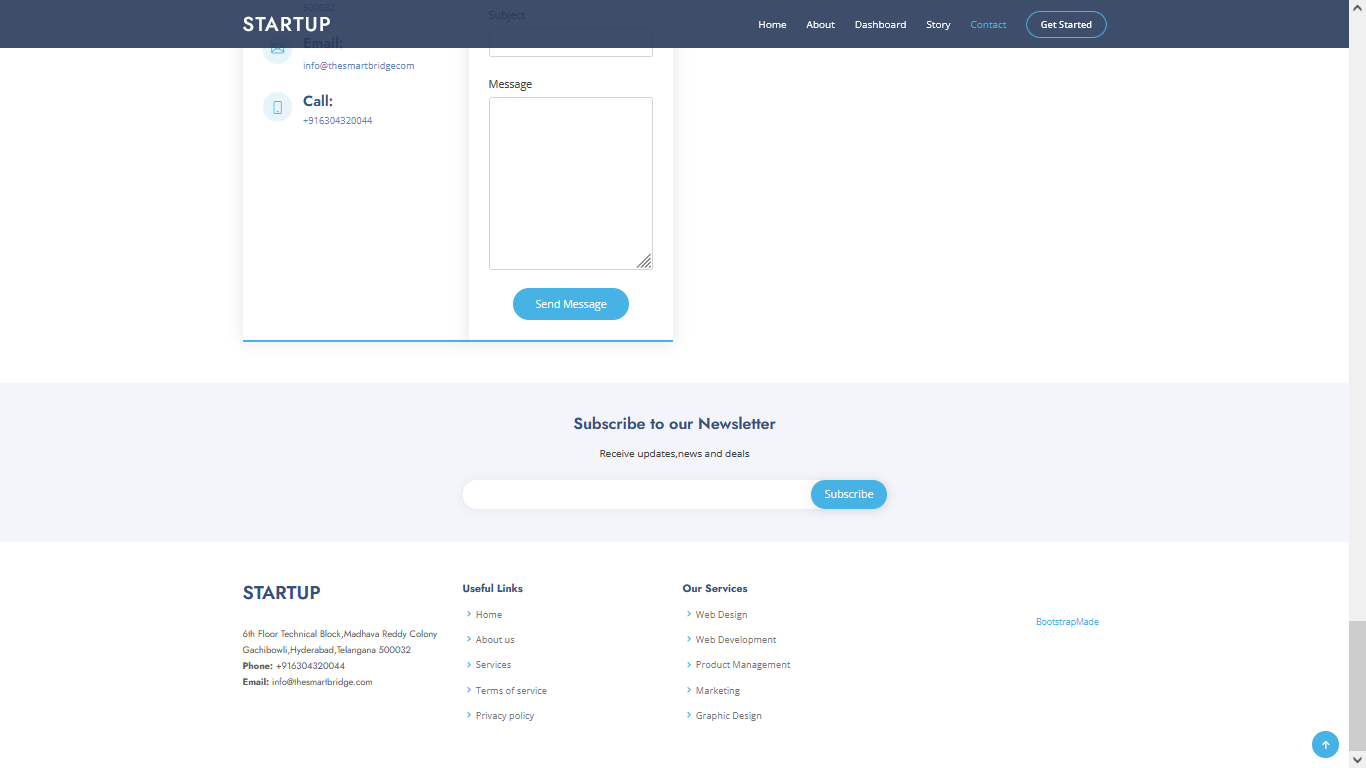 STARTUP
Home
About
Dashboard
Story
Contact
Get Started
500032
Email:
info@thesmartbridgecom
Call:
+916304320044
Subject
Message
Send Message
Subscribe to our Newsletter
Receive updates,news and deals
Subscribe
STARTUP
6th Floor Technical Block,Madhava Reddy Colony
Gachibowli,Hyderabad,Telangana 500032
Phone: +916304320044
Email: info@thesmartbridge.com
Useful Links
Home
About us
Services
Terms of service
Privacy policy
Our Services
Web Design
Web Development
Product Management
Marketing
Graphic Design
BootstrapMade